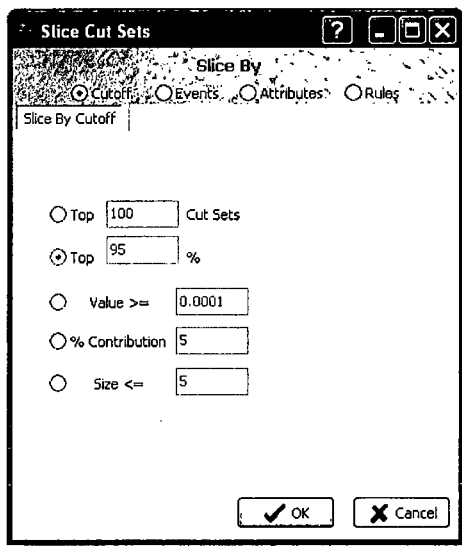 Slice Cut Sets
Slice By
Cutoff Events Attributes Rules
Slice By Cutoff
Top 100 Cut Sets
Top 95 %
Value >= 0.0001
% Contribution 5
Size <= 5
OK Cancel